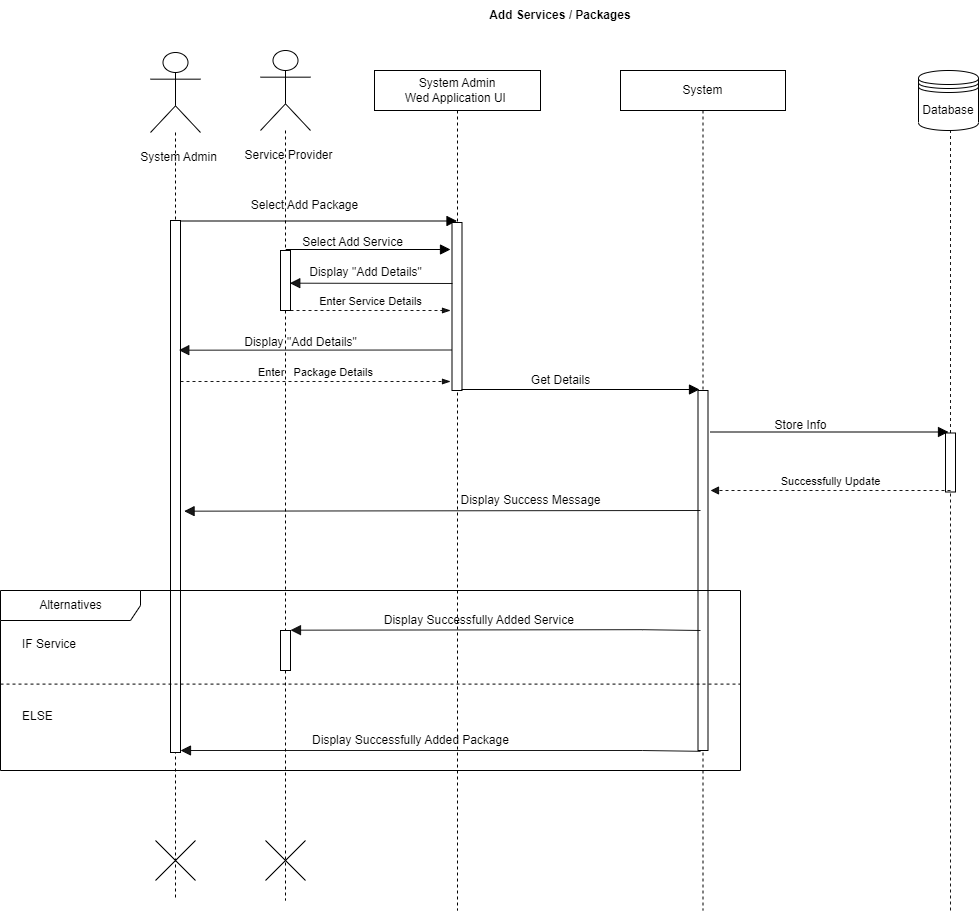 Add Services / Packages
System Admin
Wed Application UI
System
Database
System Admin
Service Provider
Select Add Package
Select Add Service
Display "Add Details"
Enter Service Details
Display "Add Details"
Enter Package Details
Get Details
Store Info
Successfully Update
Display Success Message
Alternatives
Display Successfully Added Service
IF Service
ELSE
Display Successfully Added Package